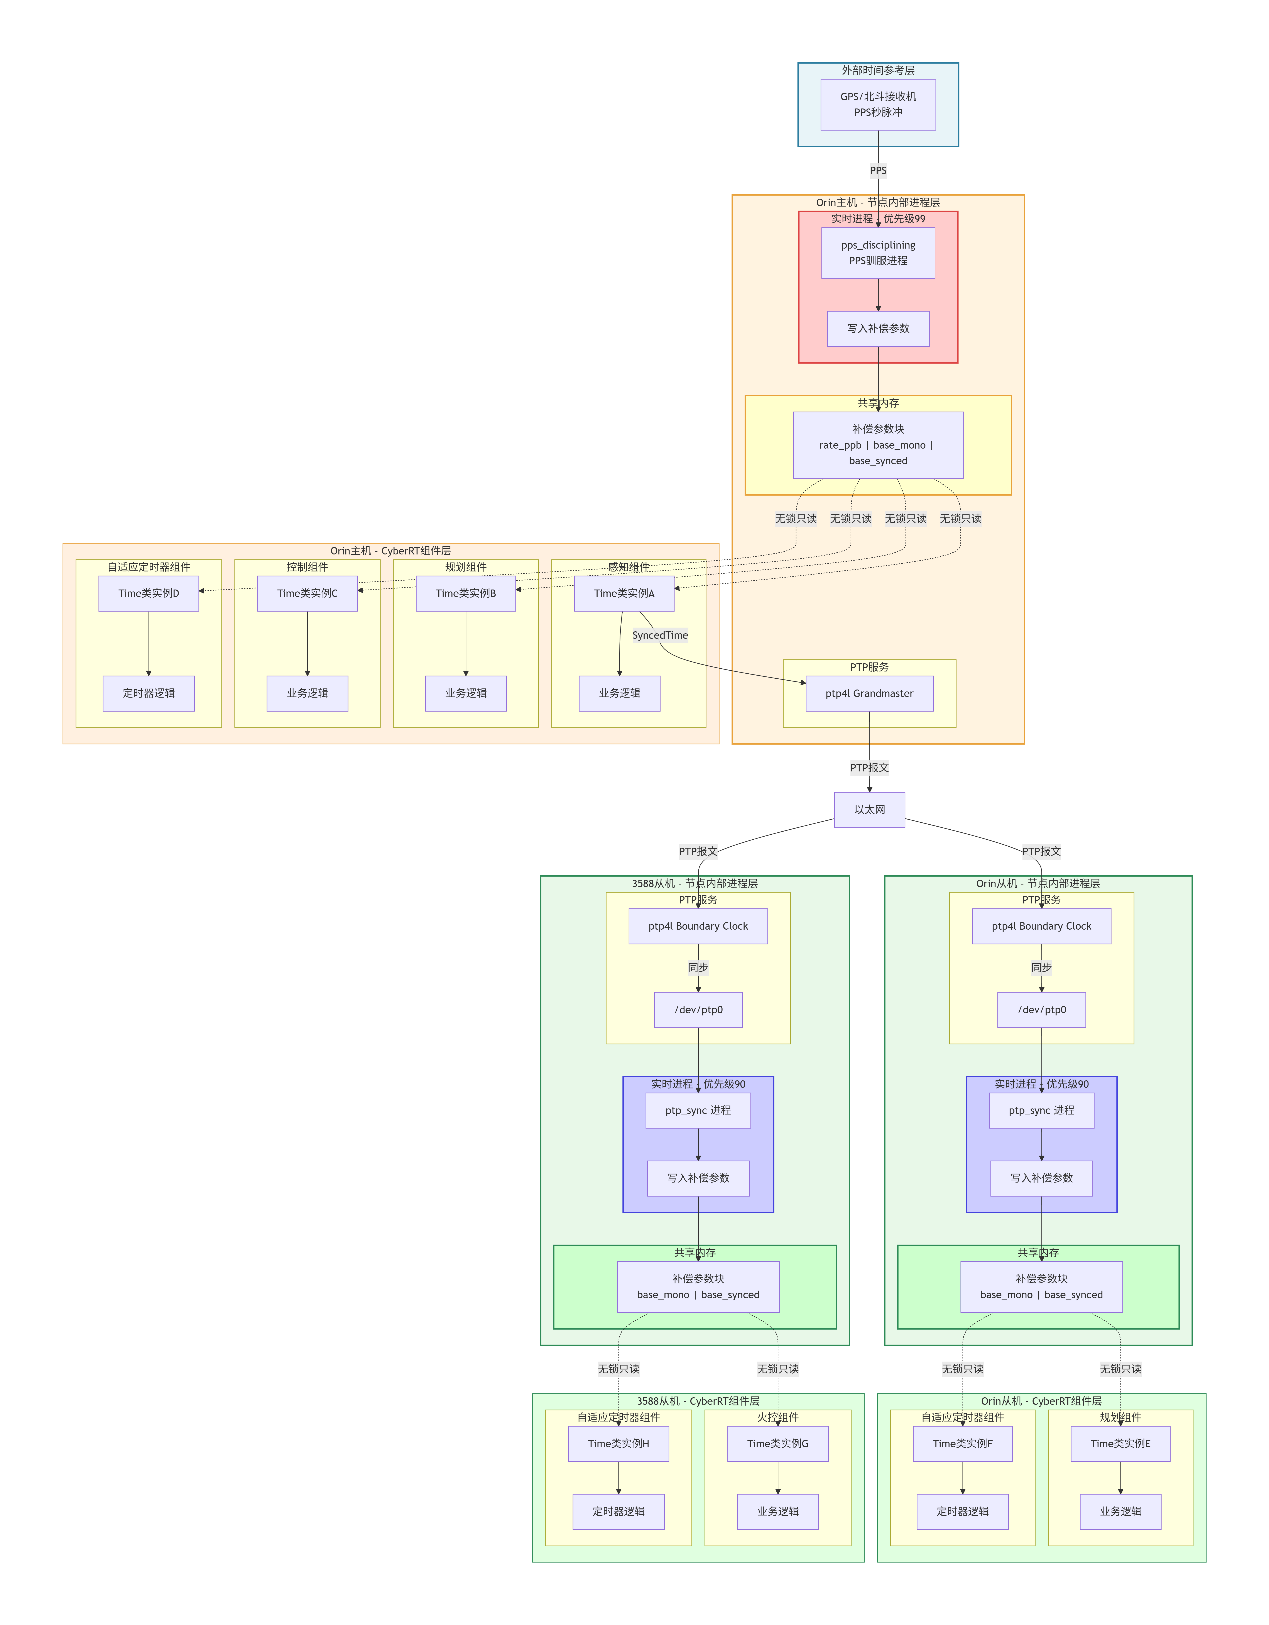 外部时间参考层
GPS/北斗接收机
PPS秒脉冲
PPS
Orin主机 - 节点内部进程层
实时进程 - 优先级99
pps_disciplining
PPS驯服进程
写入补偿参数
共享内存
补偿参数块
rate_ppb | base_mono |
base_synced
无锁只读
无锁只读
无锁只读
无锁只读
Orin主机 - CyberRT组件层
自适应定时器组件
Time类实例D
定时器逻辑
控制组件
Time类实例C
业务逻辑
规划组件
Time类实例B
业务逻辑
感知组件
Time类实例A
业务逻辑
SyncedTime
PTP服务
ptp4l Grandmaster
PTP报文
以太网
PTP报文
PTP报文
3588从机 - 节点内部进程层
PTP服务
ptp4l Boundary Clock
同步
/dev/ptp0
实时进程 - 优先级90
ptp_sync 进程
写入补偿参数
共享内存
补偿参数块
base_mono | base_synced
无锁只读
无锁只读
Orin从机 - 节点内部进程层
PTP服务
ptp4l Boundary Clock
同步
/dev/ptp0
实时进程 - 优先级90
ptp_sync 进程
写入补偿参数
共享内存
补偿参数块
base_mono | base_synced
无锁只读
无锁只读
3588从机 - CyberRT组件层
自适应定时器组件
Time类实例H
定时器逻辑
火控组件
Time类实例G
业务逻辑
Orin从机 - CyberRT组件层
自适应定时器组件
Time类实例F
定时器逻辑
规划组件
Time类实例E
业务逻辑